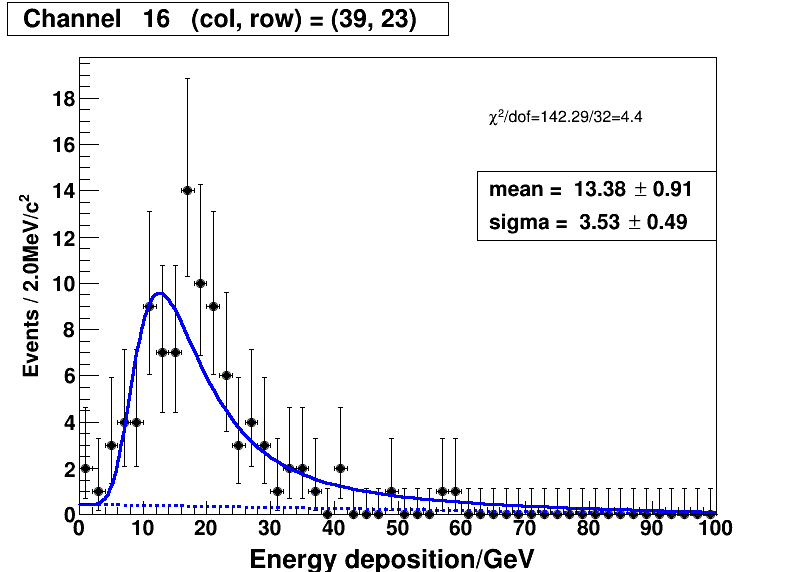 Channel 16 (col, row) = (39, 23)
χ²/dof=142.29/32=4.4
mean = 13.38 ± 0.91
sigma = 3.53 ± 0.49
Events / 2.0MeV/c²
18
16
14
12
10
8
6
4
2
0
0 10 20 30 40 50 60 70 80 90 100
Energy deposition/GeV